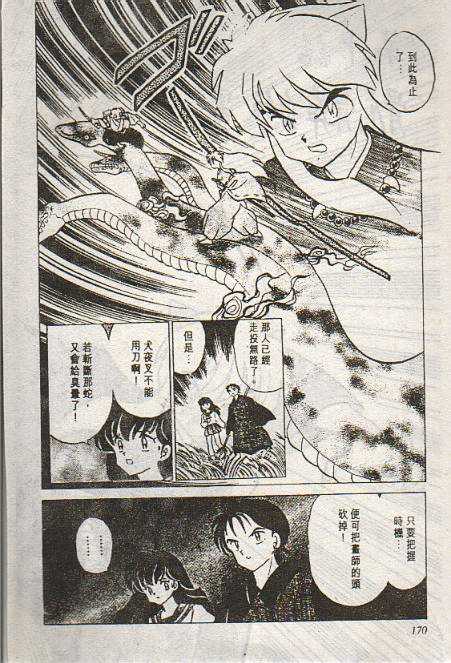 到此為止
了…
那人已經
走投無路了，
但是…
犬夜叉不能
用刀啊！
若斬斷那蛇，
又會給臭暈了！
只要把握
時機…
便可把畫師的頭
砍掉！
……
……
170